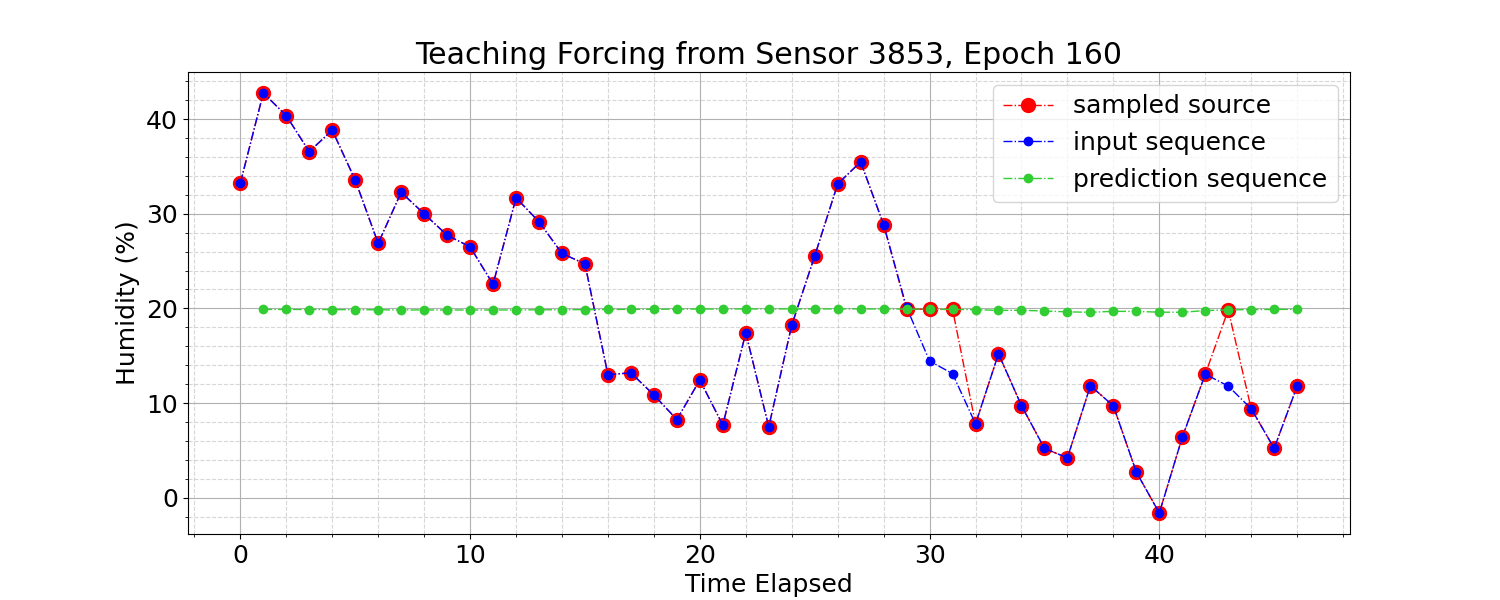 Teaching Forcing from Sensor 3853, Epoch 160
sampled source
input sequence
prediction sequence
Humidity (%)
40
30
20
10
0
0 10 20 30 40
Time Elapsed